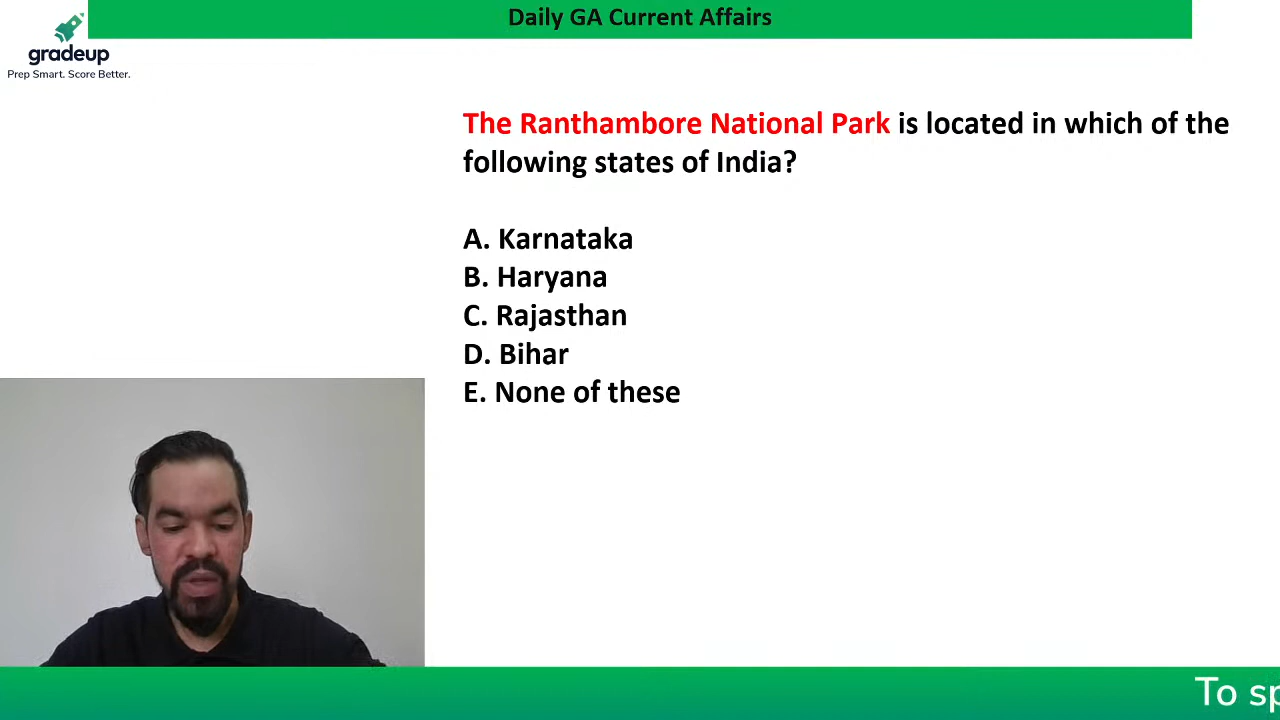 Daily GA Current Affairs
gradeup
Prep Smart. Score Better.
The Ranthambore National Park is located in which of the
following states of India?
A. Karnataka
B. Haryana
C. Rajasthan
D. Bihar
E. None of these
To sp